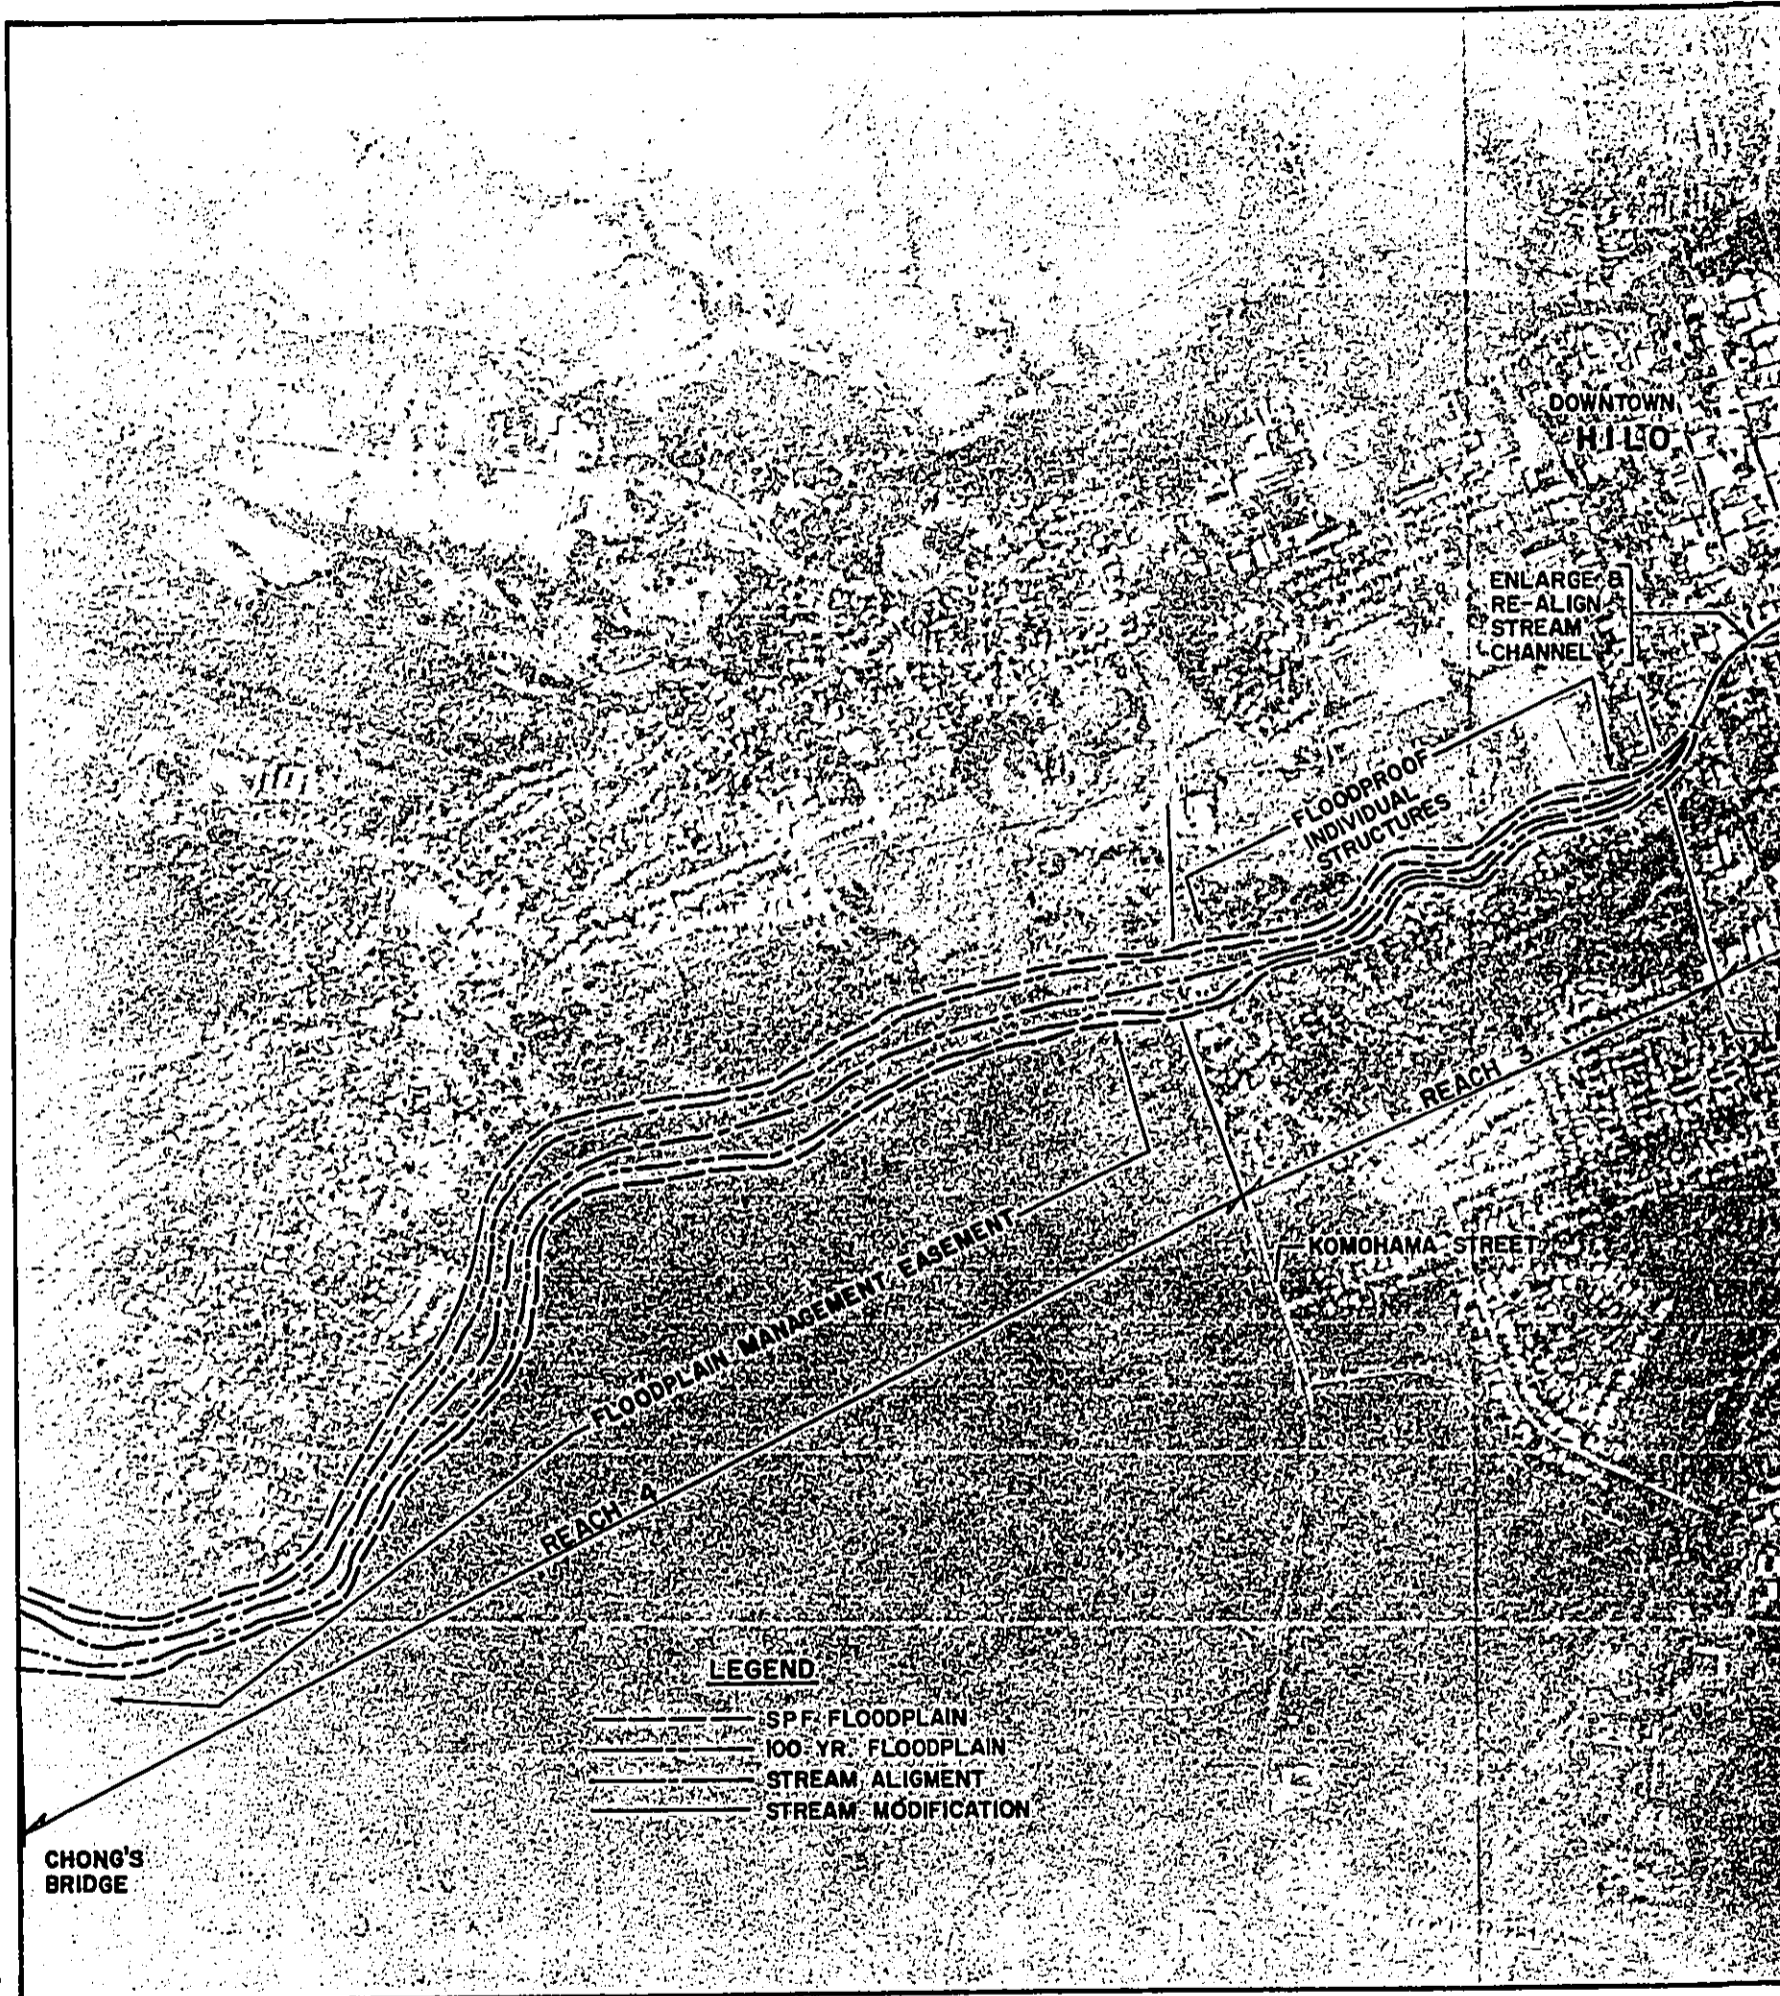 DOWNTOWN
HILO
ENLARGE &
RE-ALIGN
STREAM
CHANNEL
FLOODPROOF
INDIVIDUAL
STRUCTURES
REACH 3
KOMOHAMA STREET
FLOODPLAIN MANAGEMENT EASEMENT
REACH 4
LEGEND
SPF FLOODPLAIN
100-YR. FLOODPLAIN
STREAM ALIGMENT
STREAM MODIFICATION
CHONG'S
BRIDGE